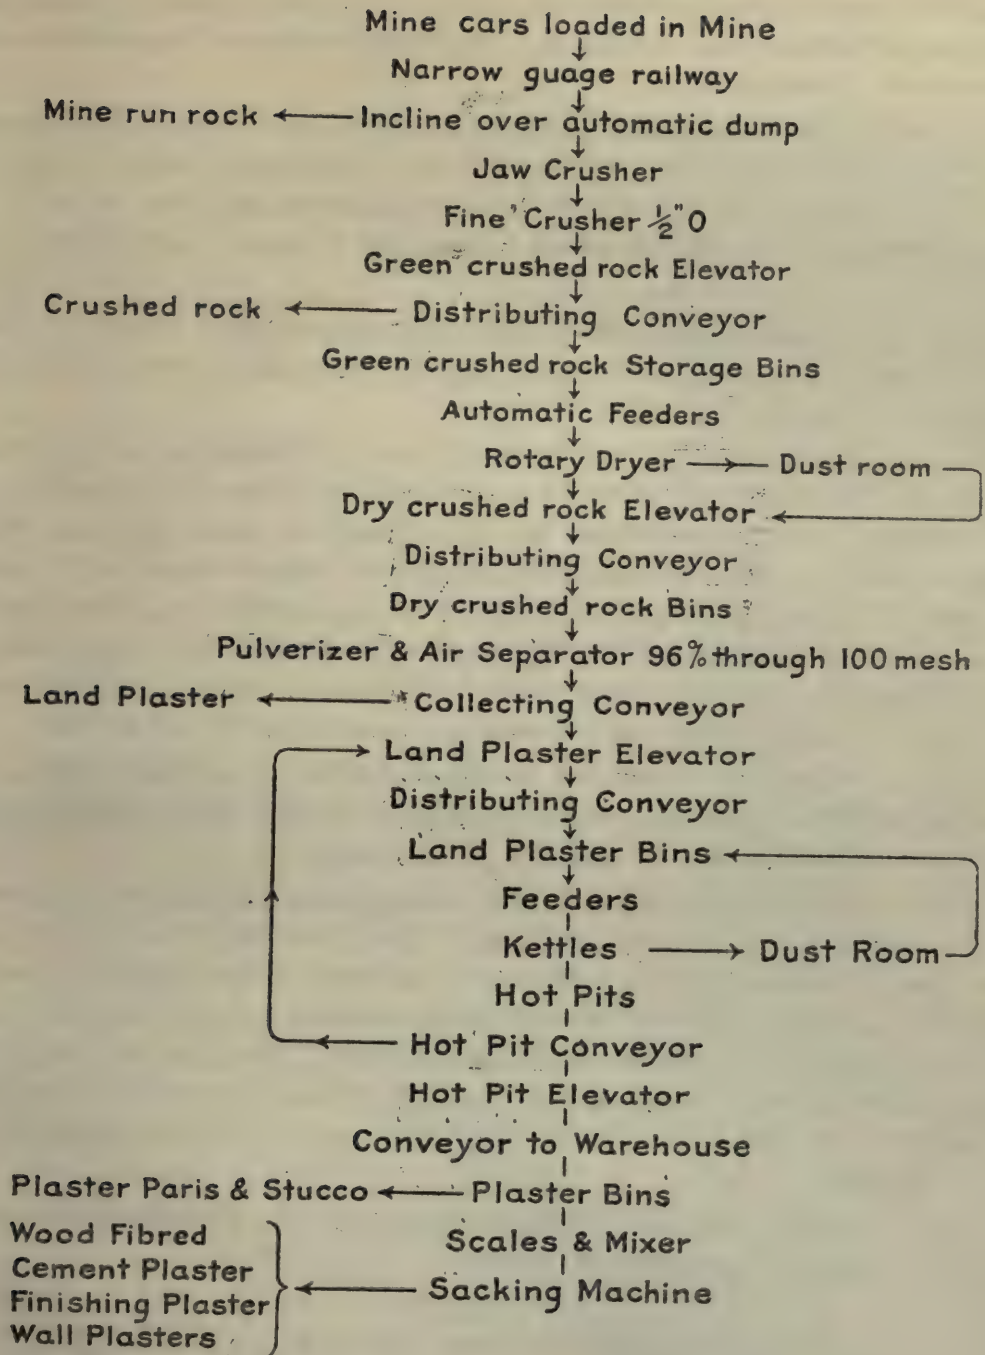 Mine cars loaded in Mine
Narrow guage railway
Mine run rock Incline over automatic dump
Jaw Crusher
Fine Crusher ½" O
Green crushed rock Elevator
Crushed rock Distributing Conveyor
Green crushed rock Storage Bins
Automatic Feeders
Rotary Dryer Dust room
Dry crushed rock Elevator
Distributing Conveyor
Dry crushed rock Bins
Pulverizer & Air Separator 96% through 100 mesh
Land Plaster Collecting Conveyor
Land Plaster Elevator
Distributing Conveyor
Land Plaster Bins
Feeders
Kettles Dust Room
Hot Pits
Hot Pit Conveyor
Hot Pit Elevator
Conveyor to Warehouse
Plaster Paris & Stucco Plaster Bins
Wood Fibred Scales & Mixer
Cement Plaster
Finishing Plaster Sacking Machine
Wall Plasters